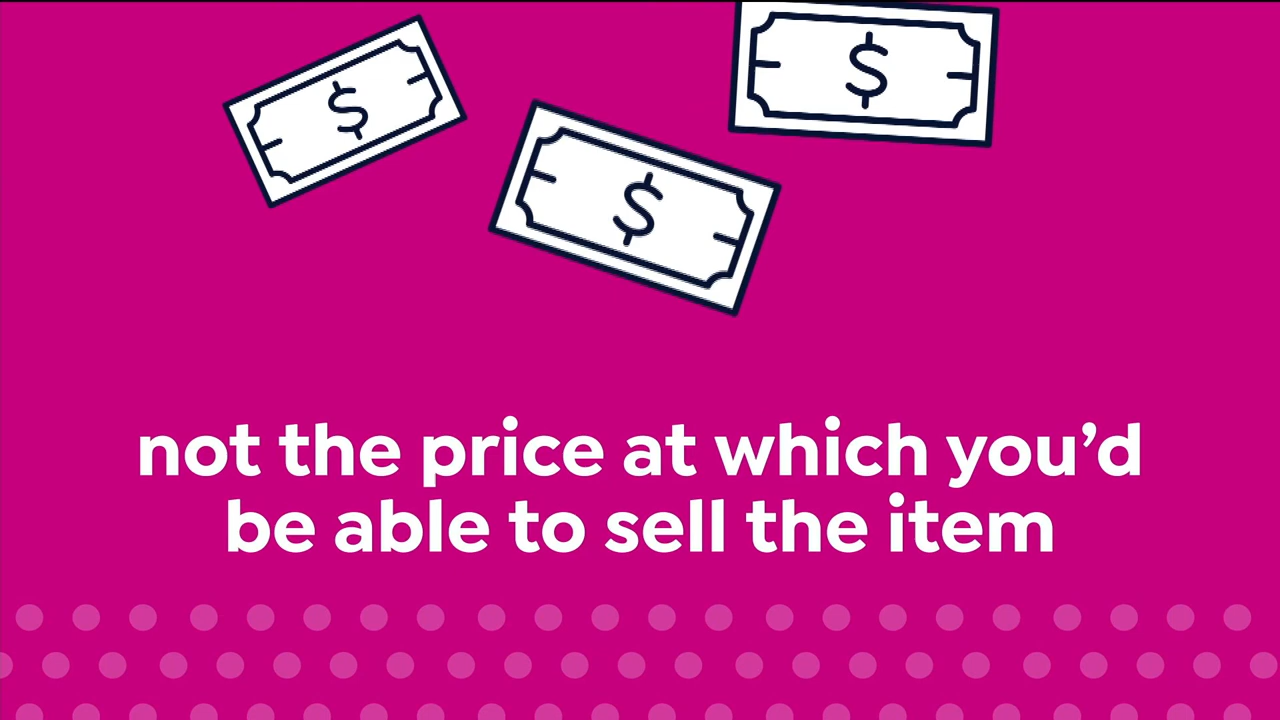 $
$
$
not the price at which you’d
be able to sell the item